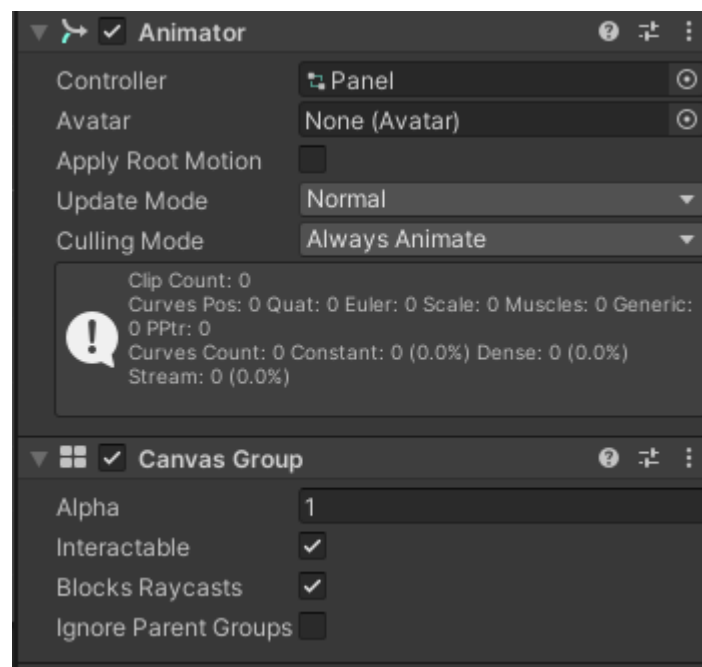 Animator
Controller Panel
Avatar None (Avatar)
Apply Root Motion
Update Mode Normal
Culling Mode Always Animate
Clip Count: 0
Curves Pos: 0 Quat: 0 Euler: 0 Scale: 0 Muscles: 0 Generic:
0 PPtr: 0
Curves Count: 0 Constant: 0 (0.0%) Dense: 0 (0.0%)
Stream: 0 (0.0%)
Canvas Group
Alpha 1
Interactable
Blocks Raycasts
Ignore Parent Groups